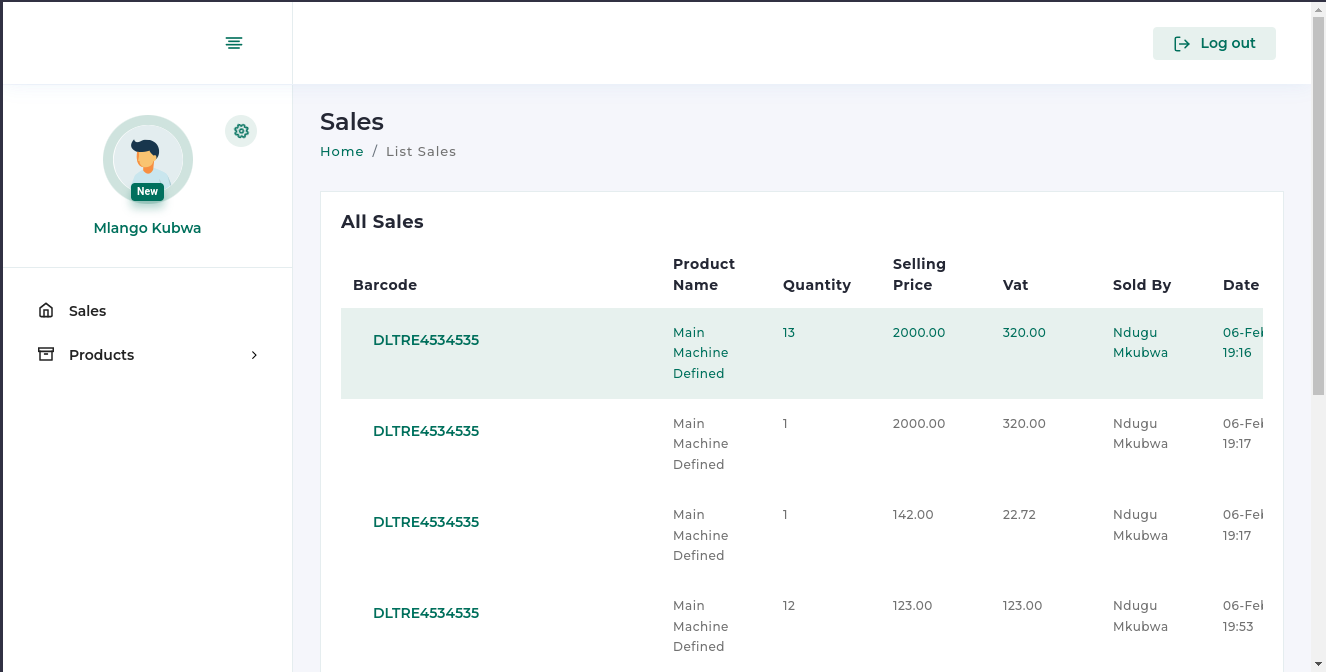 Log out
New
Mlango Kubwa
Sales
Products
Sales
Home / List Sales
All Sales
Barcode Product Name Quantity Selling Price Vat Sold By Date
DLTRE4534535 Main Machine Defined 13 2000.00 320.00 Ndugu Mkubwa 06-Feb 19:16
DLTRE4534535 Main Machine Defined 1 2000.00 320.00 Ndugu Mkubwa 06-Feb 19:17
DLTRE4534535 Main Machine Defined 1 142.00 22.72 Ndugu Mkubwa 06-Feb 19:17
DLTRE4534535 Main Machine Defined 12 123.00 123.00 Ndugu Mkubwa 06-Feb 19:53